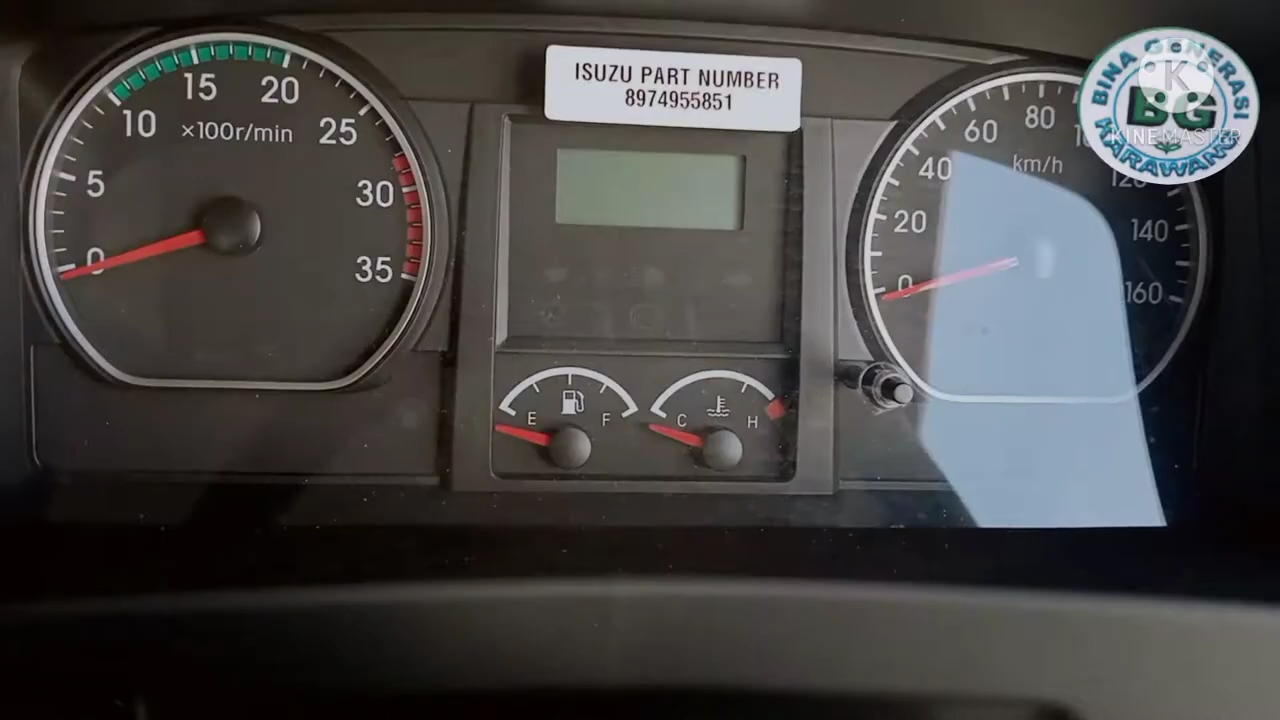 ISUZU PART NUMBER
8974955851
0
5
10
15
20
25
30
35
×100r/min
E
F
C
H
0
20
40
60
80
120
140
160
km/h
BINA GENERASI
BG
KARAWANG
K
KINEMASTER